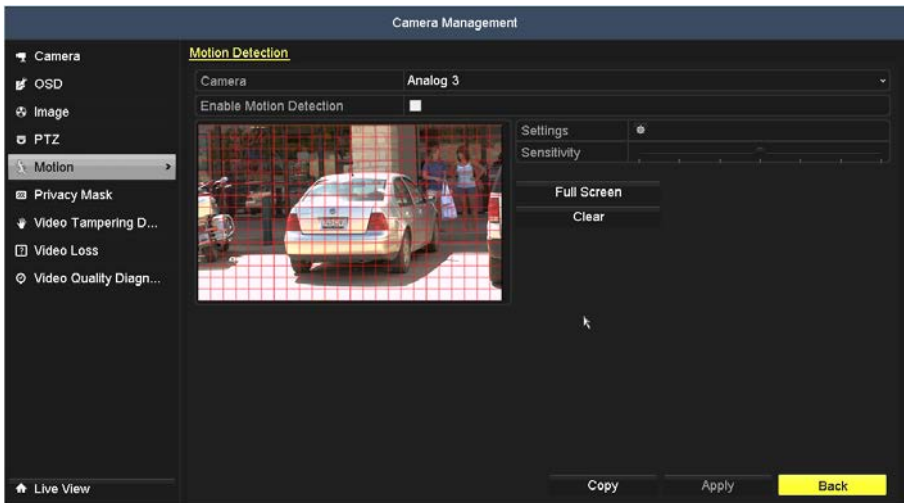 Camera Management
Camera
OSD
Image
PTZ
Motion
Privacy Mask
Video Tampering D...
Video Loss
Video Quality Diagn...
Live View
Motion Detection
Camera Analog 3
Enable Motion Detection
Settings
Sensitivity
Full Screen
Clear
Copy Apply Back